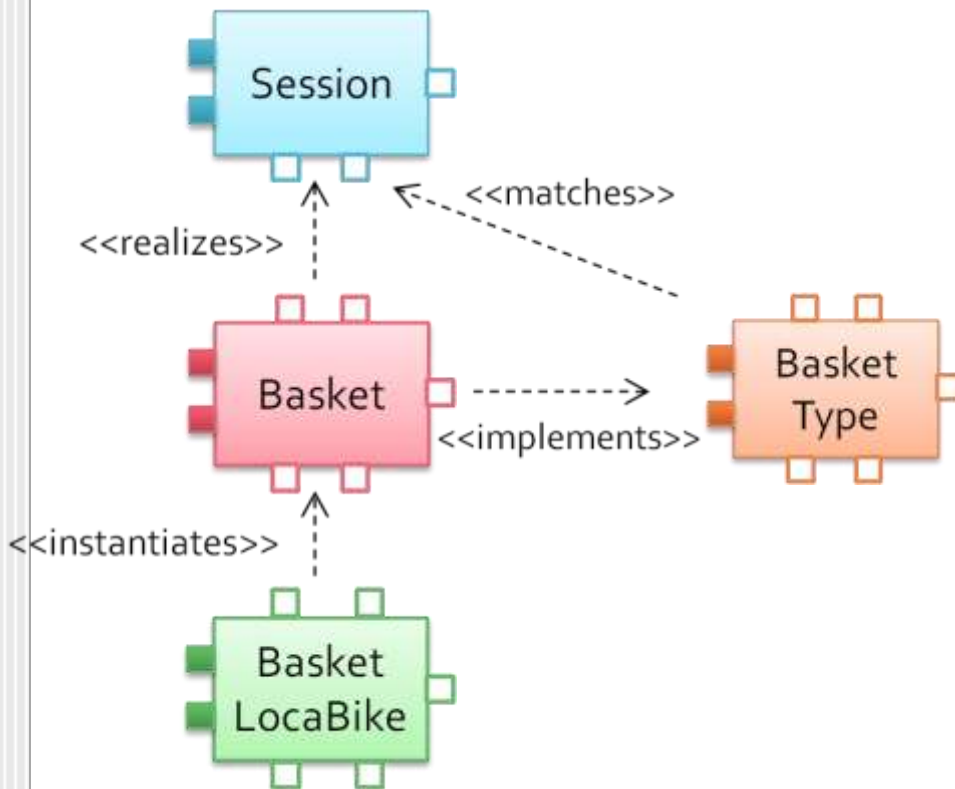 Session
<<matches>>
<<realizes>>
Basket
Basket
Type
<<implements>>
<<instantiates>>
Basket
LocaBike